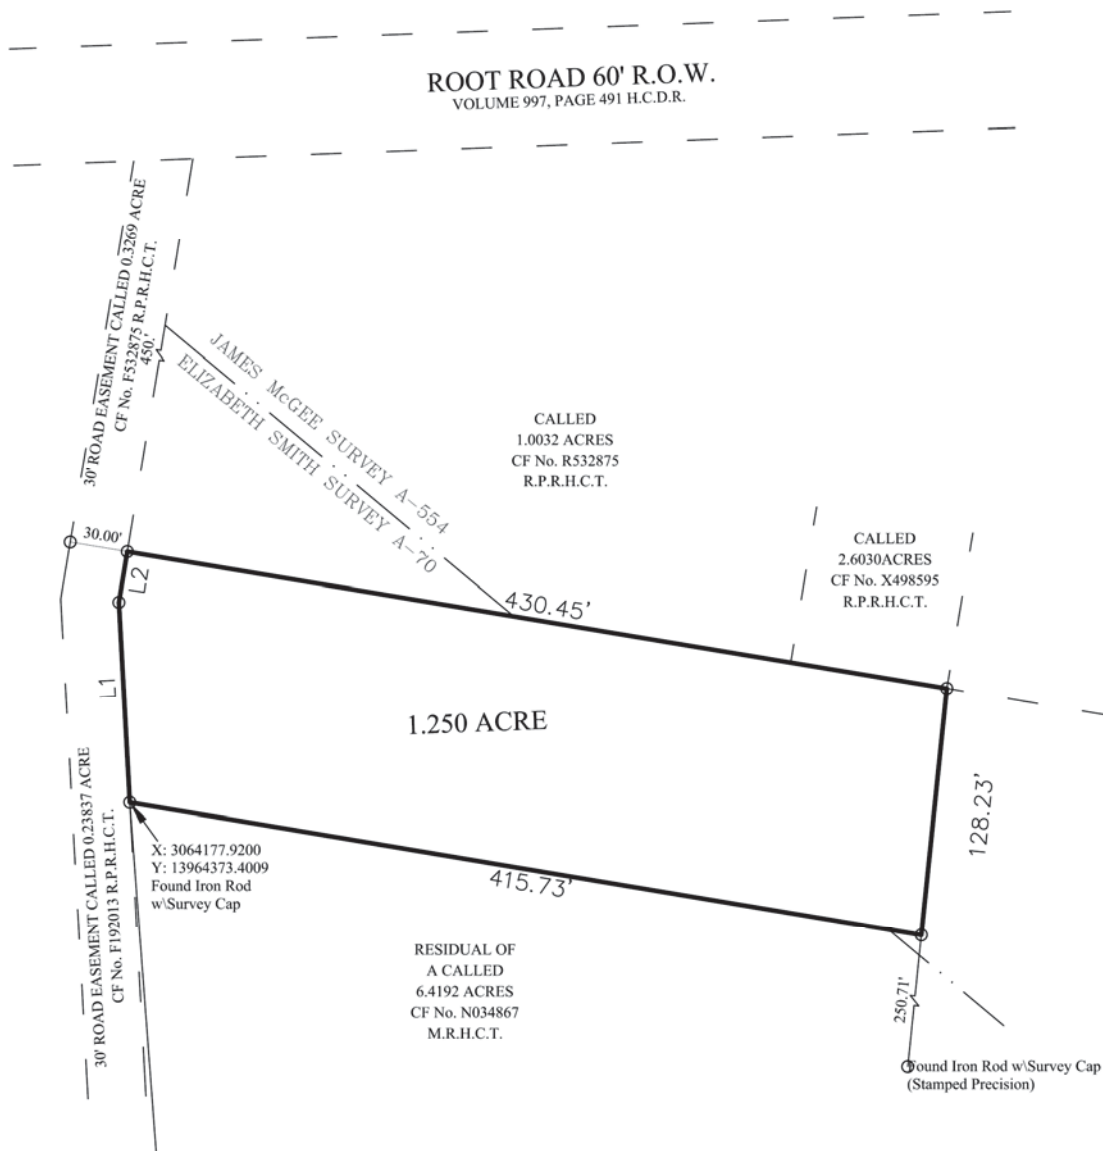 ROOT ROAD 60' R.O.W.
VOLUME 997, PAGE 491 H.C.D.R.
30' ROAD EASEMENT CALLED 0.3269 ACRE
CF No. F532875 R.P.R.H.C.T.
450.'
JAMES McGEE SURVEY A-554
ELIZABETH SMITH SURVEY A-70
CALLED
1.0032 ACRES
CF No. R532875
R.P.R.H.C.T.
CALLED
2.6030ACRES
CF No. X498595
R.P.R.H.C.T.
30.00'
L2
430.45'
L1
1.250 ACRE
128.23'
30' ROAD EASEMENT CALLED 0.23837 ACRE
CF No. F192013 R.P.R.H.C.T.
X: 3064177.9200
Y: 13964373.4009
Found Iron Rod
w\Survey Cap
415.73'
RESIDUAL OF
A CALLED
6.4192 ACRES
CF No. N034867
M.R.H.C.T.
250.71'
Found Iron Rod w\Survey Cap
(Stamped Precision)